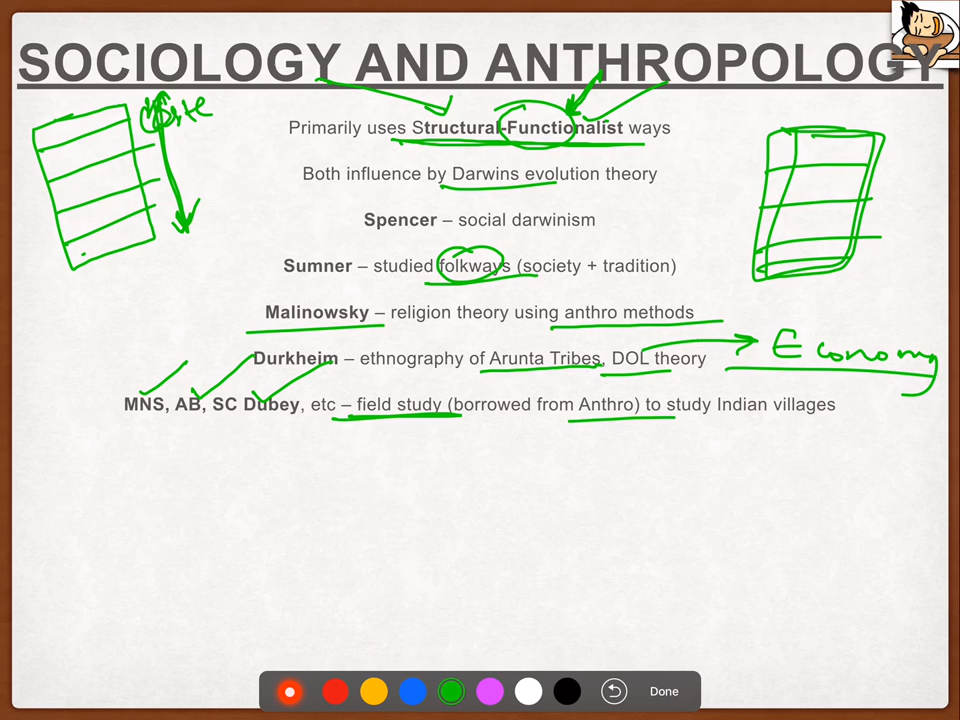 SOCIOLOGY AND ANTHROPOLOGY
Primarily uses Structural-Functionalist ways
Both influence by Darwins evolution theory
Spencer – social darwinism
Sumner – studied folkways (society + tradition)
Malinowsky – religion theory using anthro methods
Durkheim – ethnography of Arunta Tribes, DOL theory
Economy
MNS, AB, SC Dubey, etc – field study (borrowed from Anthro) to study Indian villages
Done